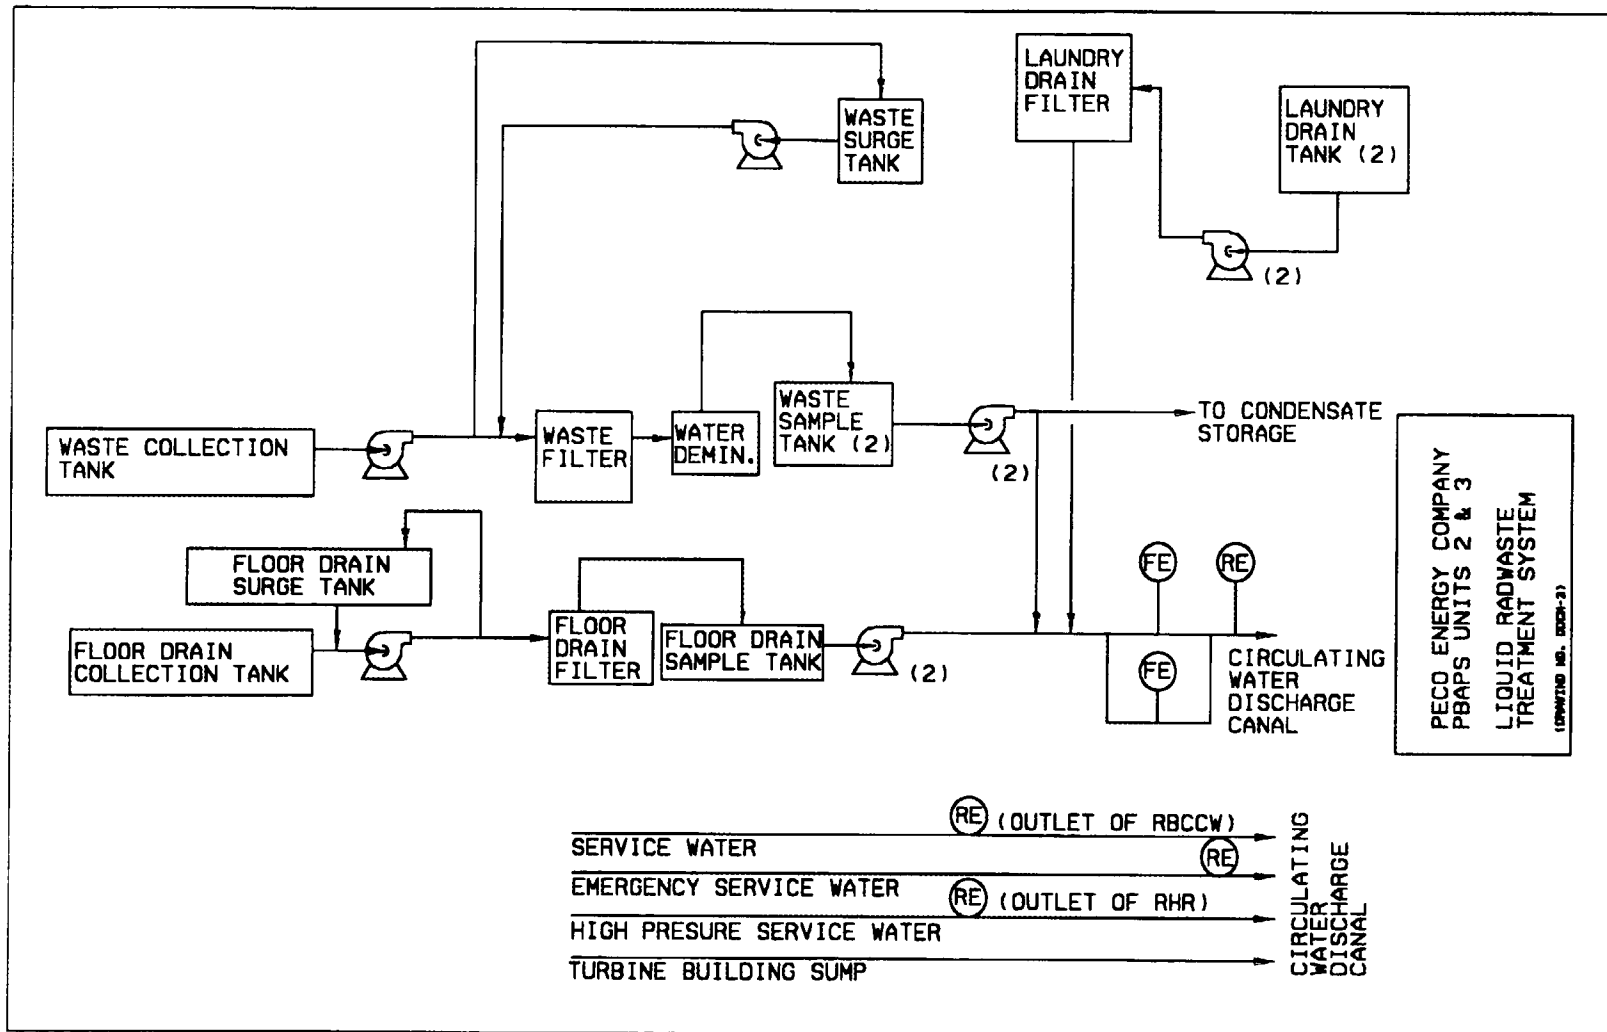 LAUNDRY
DRAIN
FILTER
LAUNDRY
DRAIN
TANK (2)
WASTE
SURGE
TANK
(2)
WASTE COLLECTION
TANK
WASTE
FILTER
WATER
DEMIN.
WASTE
SAMPLE
TANK (2)
(2)
TO CONDENSATE
STORAGE
FLOOR DRAIN
SURGE TANK
FLOOR DRAIN
COLLECTION TANK
FLOOR
DRAIN
FILTER
FLOOR DRAIN
SAMPLE TANK
(2)
FE
RE
FE
CIRCULATING
WATER
DISCHARGE
CANAL
PECO ENERGY COMPANY
PBAPS UNITS 2 & 3
LIQUID RADWASTE
TREATMENT SYSTEM
RE (OUTLET OF RBCCW)
SERVICE WATER
RE
EMERGENCY SERVICE WATER
RE (OUTLET OF RHR)
HIGH PRESURE SERVICE WATER
TURBINE BUILDING SUMP
CIRCULATING
WATER
DISCHARGE
CANAL